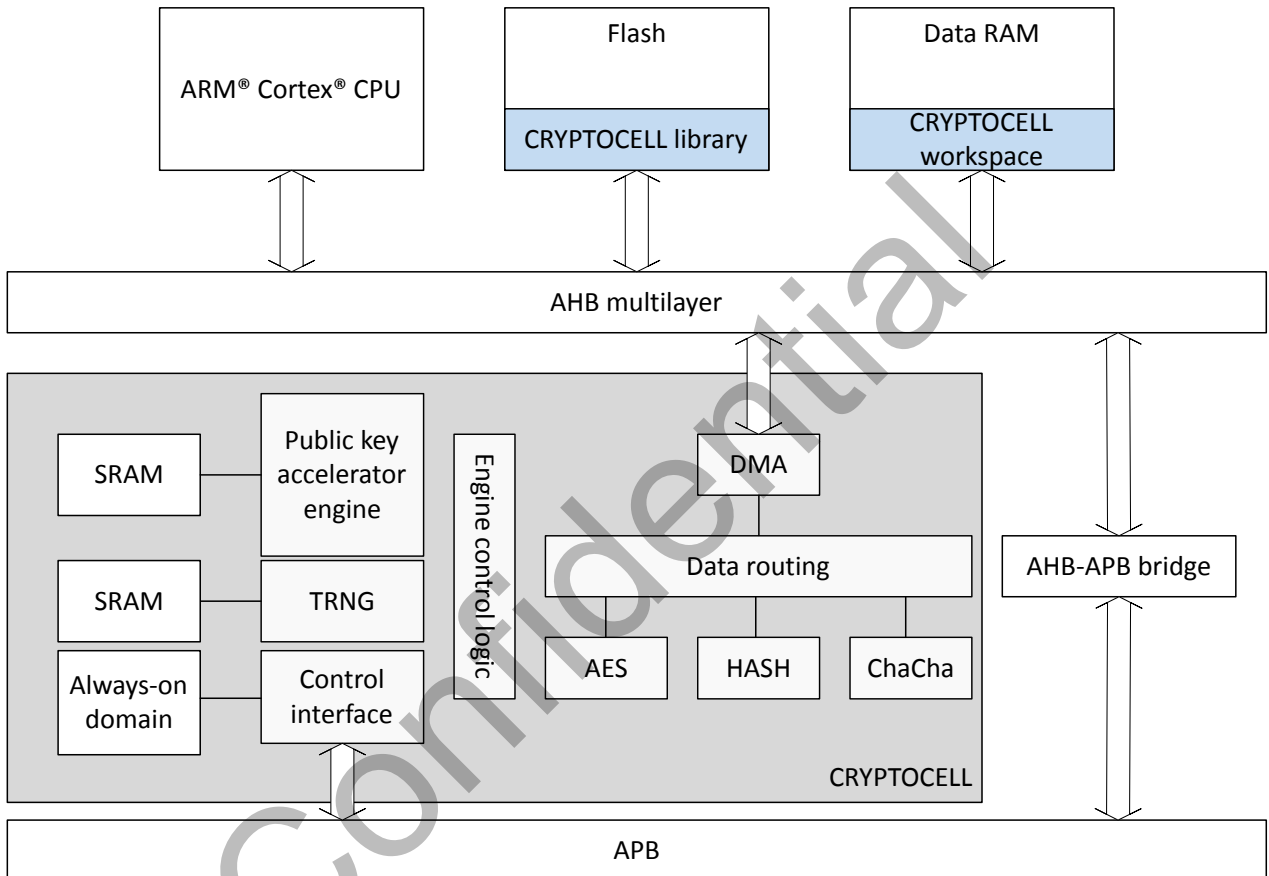 ARM® Cortex® CPU
Flash
CRYPTOCELL library
Data RAM
CRYPTOCELL
workspace
AHB multilayer
SRAM
Public key
accelerator
engine
Engine control logic
DMA
Data routing
AHB-APB bridge
SRAM
TRNG
AES
HASH
ChaCha
Always-on
domain
Control
interface
CRYPTOCELL
APB
Confidential